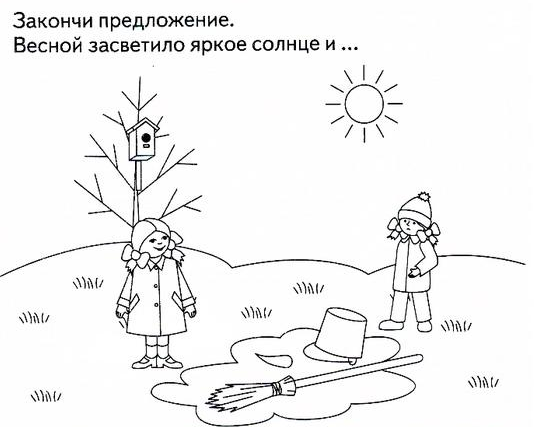 Закончи предложение.
Весной засветило яркое солнце и ...